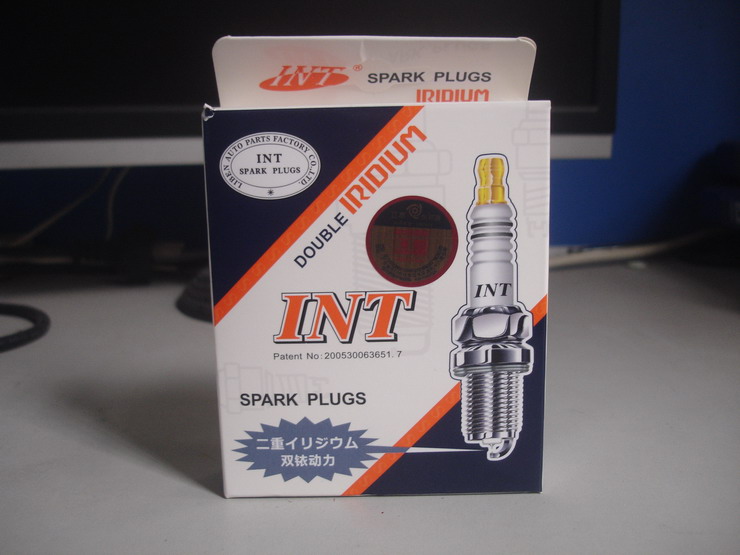 INT ® SPARK PLUGS
IRIDIUM
LIBEN AUTO PARTS FACTORY CO.,LTD.
INT
SPARK PLUGS
DOUBLE IRIDIUM
INT
INT
Patent No:200530063651.7
SPARK PLUGS
二重イリジウム
双铱动力